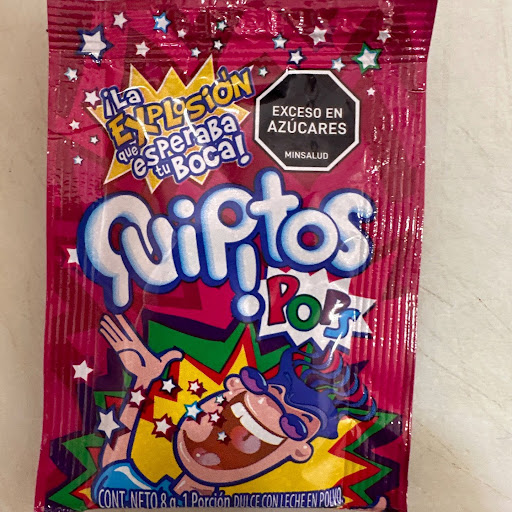 ¡LA
EXPLOSIÓN
que esperaba
tu BOCA!
EXCESO EN
AZÚCARES
MINSALUD
Quipitos
POPS
CONT. NETO 8 g. 1 Porción DULCE CON LECHE EN POLVO.